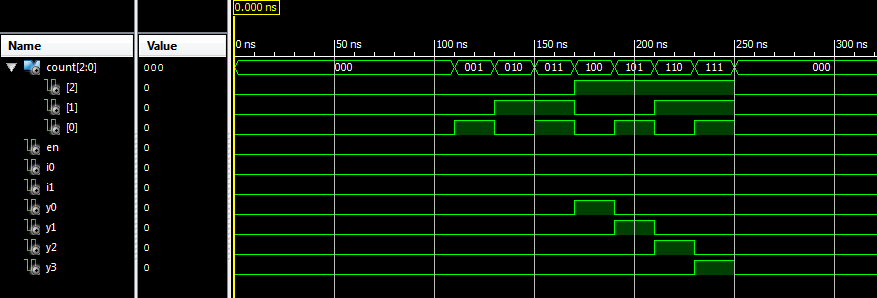 0.000 ns
Name Value
0 ns 50 ns 100 ns 150 ns 200 ns 250 ns 300 ns
count[2:0] 000 000 001 010 011 100 101 110 111 000
[2] 0
[1] 0
[0] 0
en 0
i0 0
i1 0
y0 0
y1 0
y2 0
y3 0